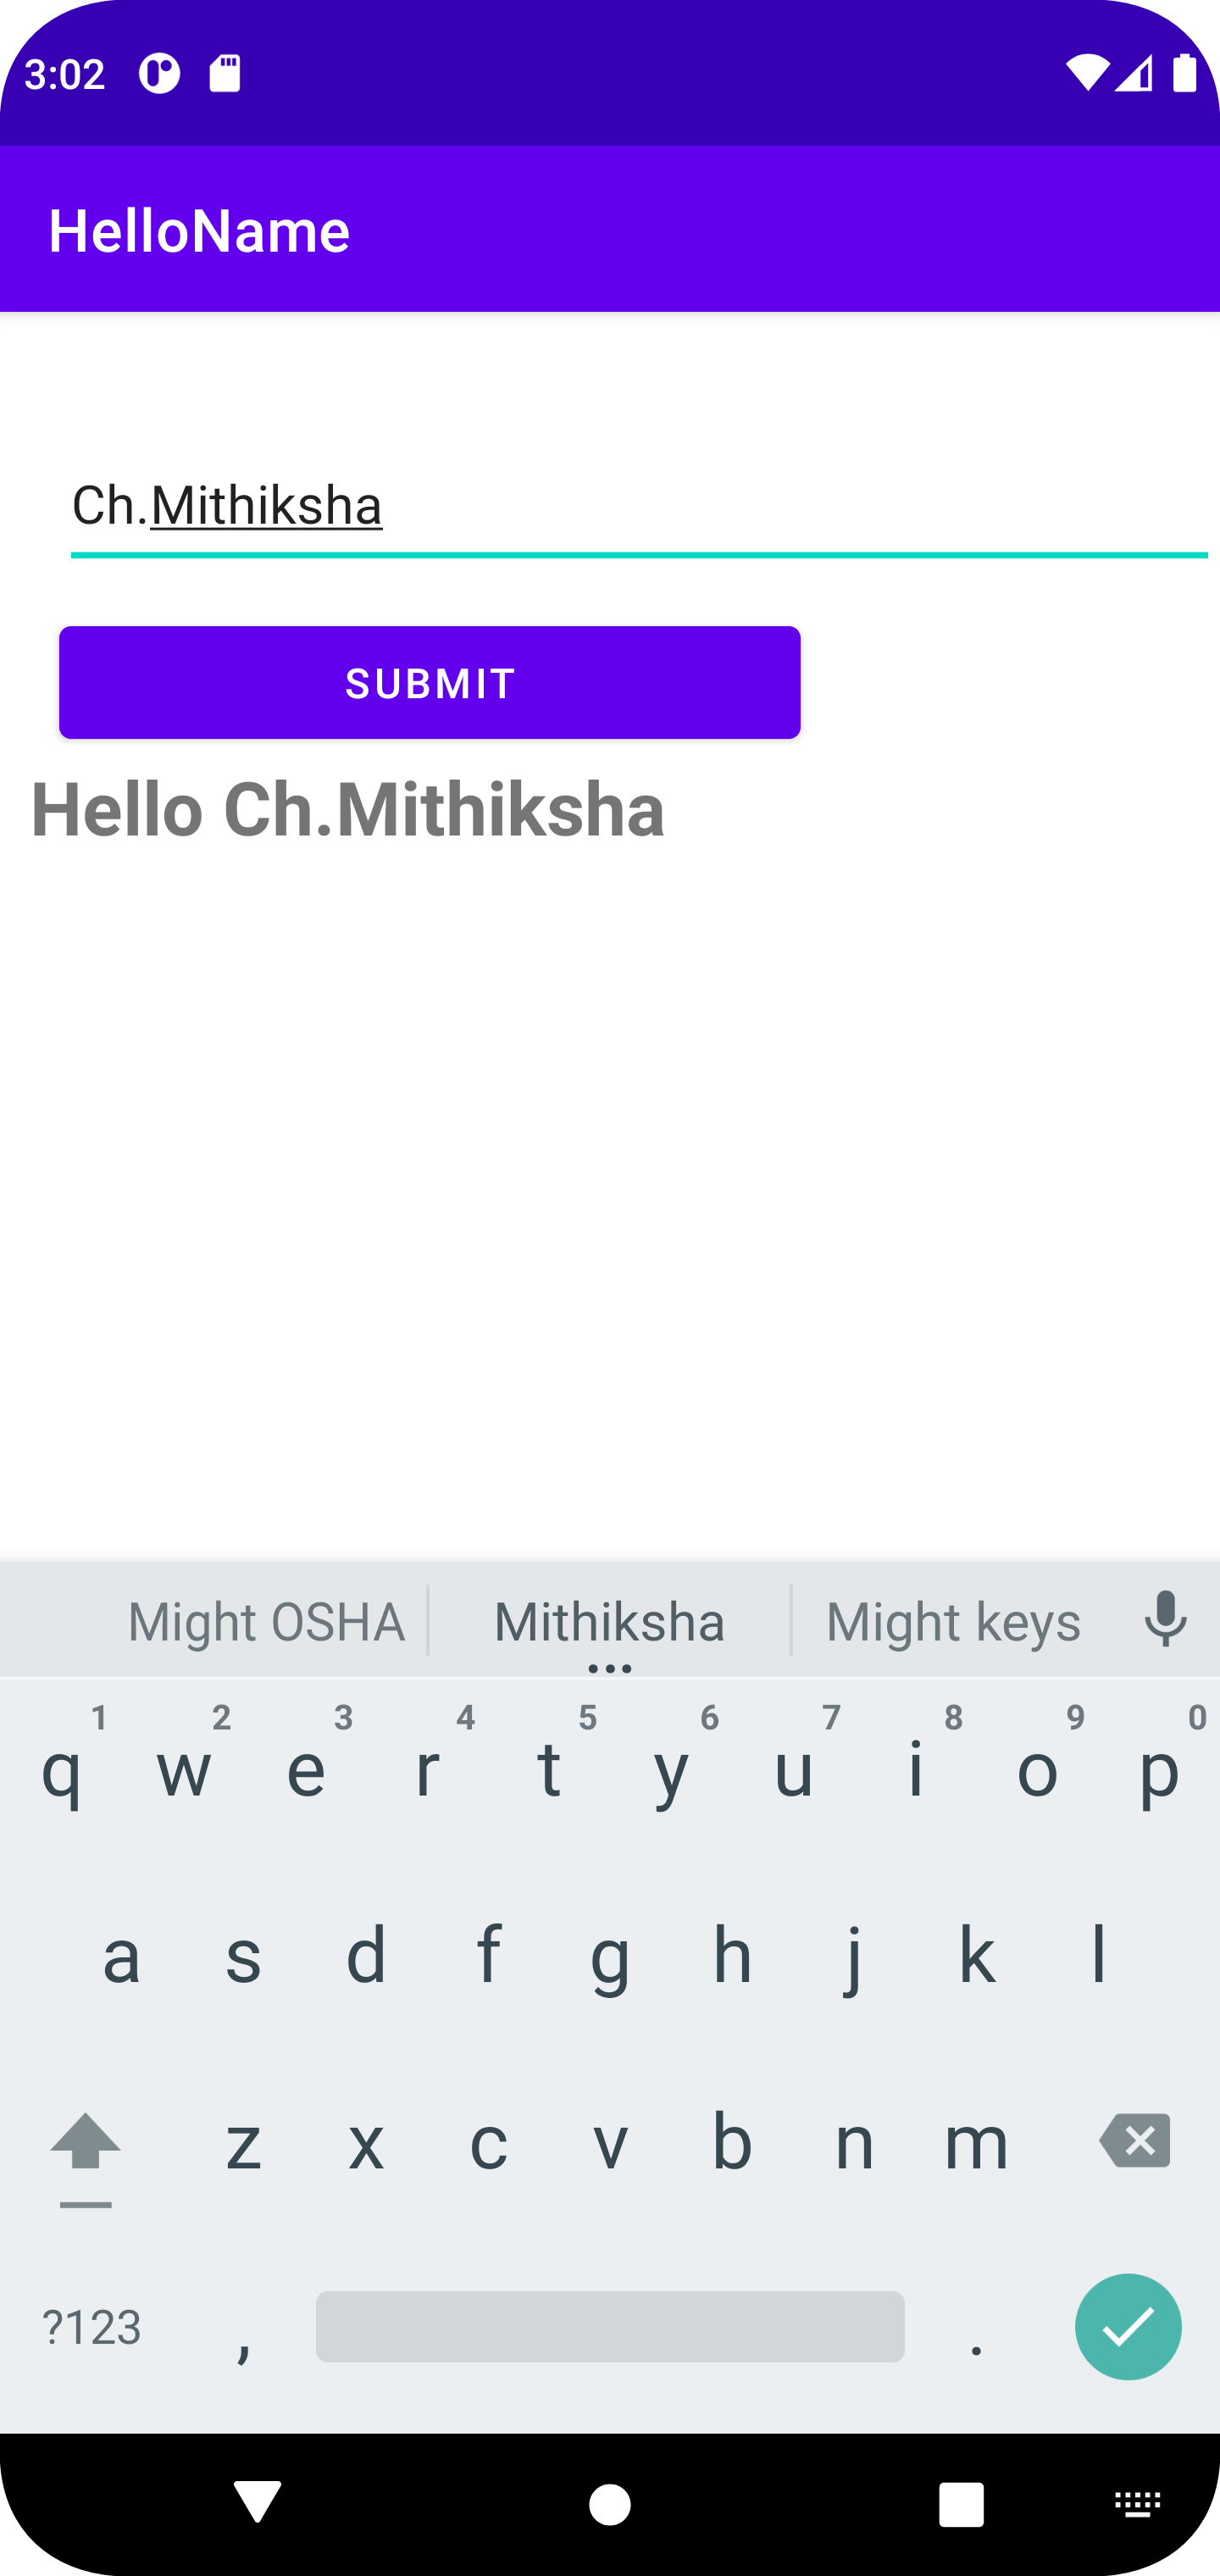 3:02
HelloName
Ch.Mithiksha
SUBMIT
Hello Ch.Mithiksha
Might OSHA Mithiksha Might keys
1 2 3 4 5 6 7 8 9 0
q w e r t y u i o p
a s d f g h j k l
z x c v b n m
?123 , .